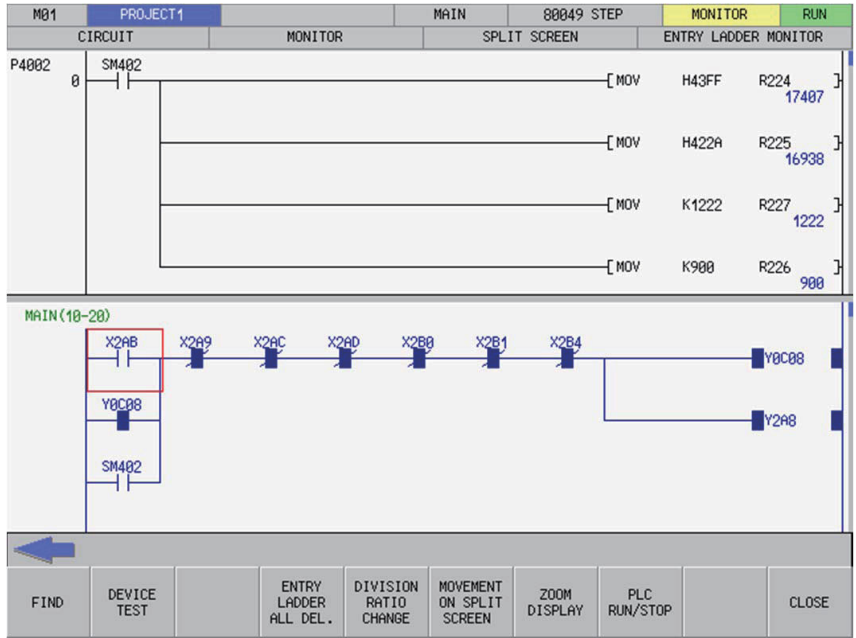 M01 PROJECT1 MAIN 80049 STEP MONITOR RUN
CIRCUIT MONITOR SPLIT SCREEN ENTRY LADDER MONITOR
P4002 SM402
0 MOV H43FF R224
17407
MOV H422A R225
16938
MOV K1222 R227
1222
MOV K900 R226
900
MAIN(10-20)
X2AB X2A9 X2AC X2AD X2B0 X2B1 X2B4
Y0C08
Y0C08
Y2A8
SM402
FIND
DEVICE
TEST
ENTRY
LADDER
ALL DEL.
DIVISION
RATIO
CHANGE
MOVEMENT
ON SPLIT
SCREEN
ZOOM
DISPLAY
PLC
RUN/STOP
CLOSE